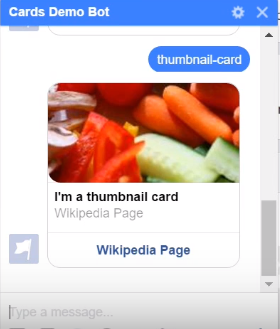 Cards Demo Bot
thumbnail-card
I'm a thumbnail card
Wikipedia Page
Wikipedia Page
Type a message...